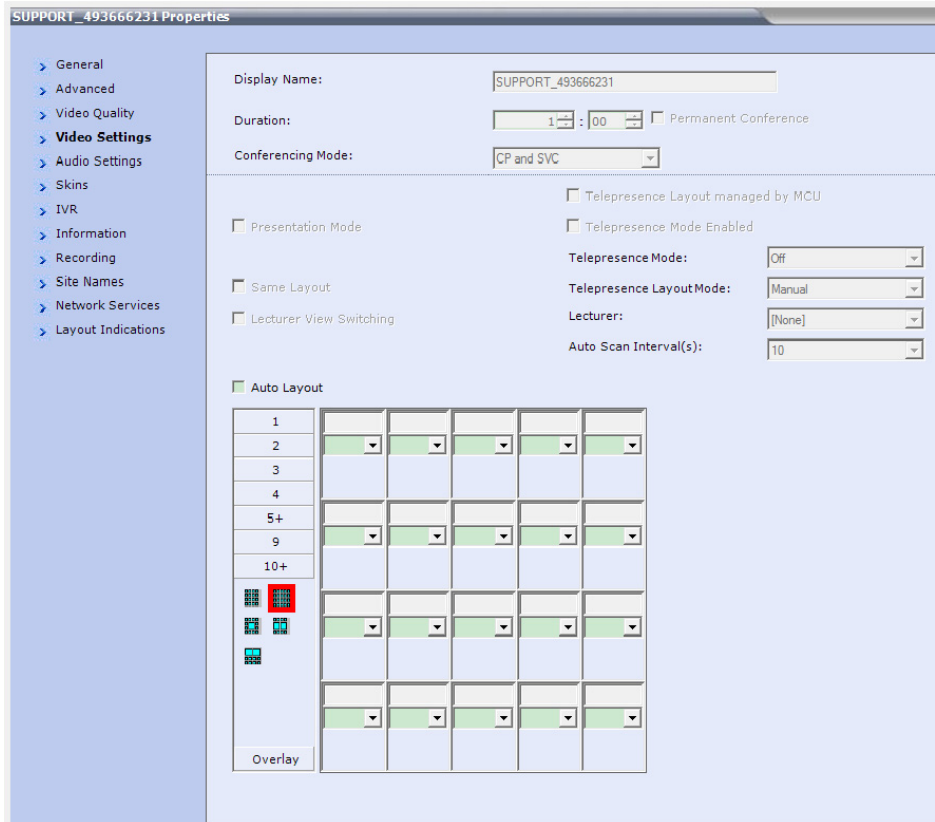 SUPPORT_493666231 Properties
General
Advanced
Video Quality
Video Settings
Audio Settings
Skins
IVR
Information
Recording
Site Names
Network Services
Layout Indications
Display Name: SUPPORT_493666231
Duration: 1 : 00 Permanent Conference
Conferencing Mode: CP and SVC
Telepresence Layout managed by MCU
Presentation Mode Telepresence Mode Enabled
Telepresence Mode: Off
Same Layout Telepresence Layout Mode: Manual
Lecturer View Switching Lecturer: [None]
Auto Scan Interval(s): 10
Auto Layout
1
2
3
4
5+
9
10+
Overlay